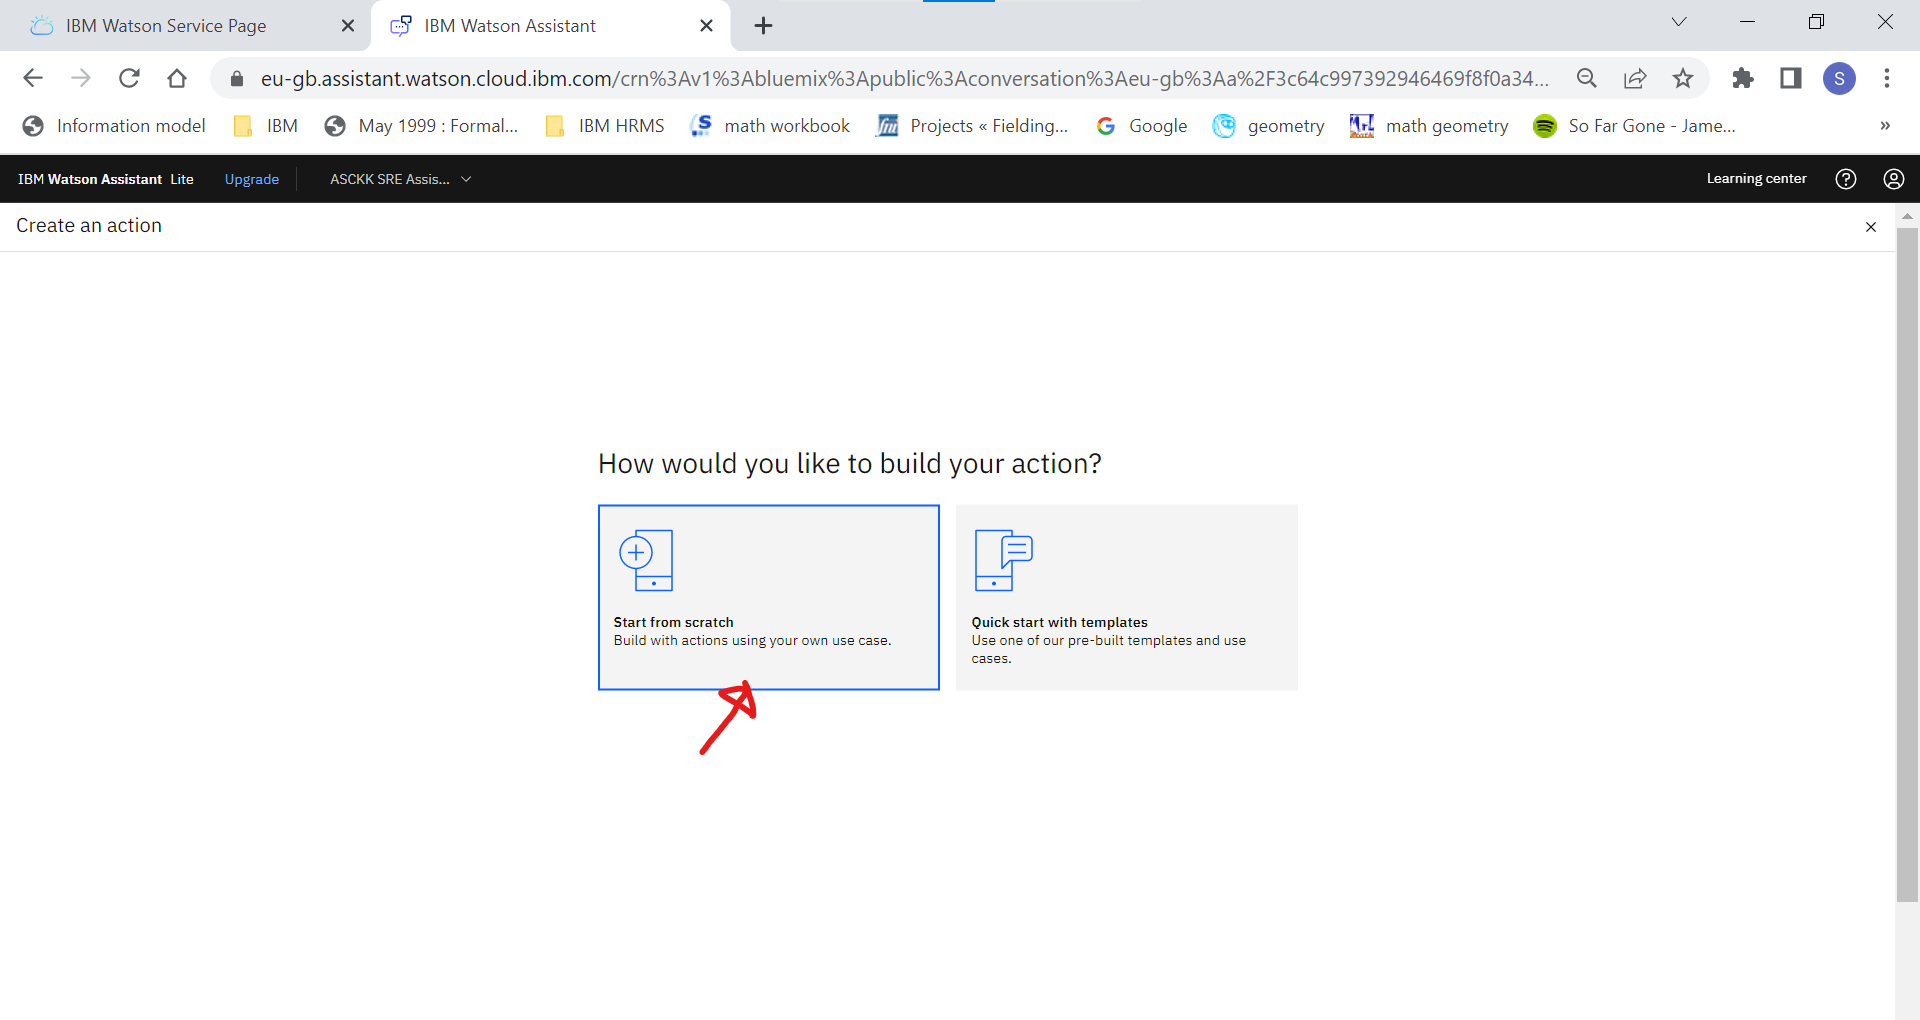 IBM Watson Service Page
IBM Watson Assistant
eu-gb.assistant.watson.cloud.ibm.com/crn%3Av1%3Abluemix%3Apublic%3Aconversation%3Aeu-gb%3Aa%2F3c64c997392946469f8f0a34...
S
Information model
IBM
May 1999 : Formal...
IBM HRMS
math workbook
Projects « Fielding...
Google
geometry
math geometry
So Far Gone - Jame...
»
IBM Watson Assistant Lite
Upgrade
ASCKK SRE Assis...
Learning center
Create an action
How would you like to build your action?
Start from scratch
Build with actions using your own use case.
Quick start with templates
Use one of our pre-built templates and use
cases.